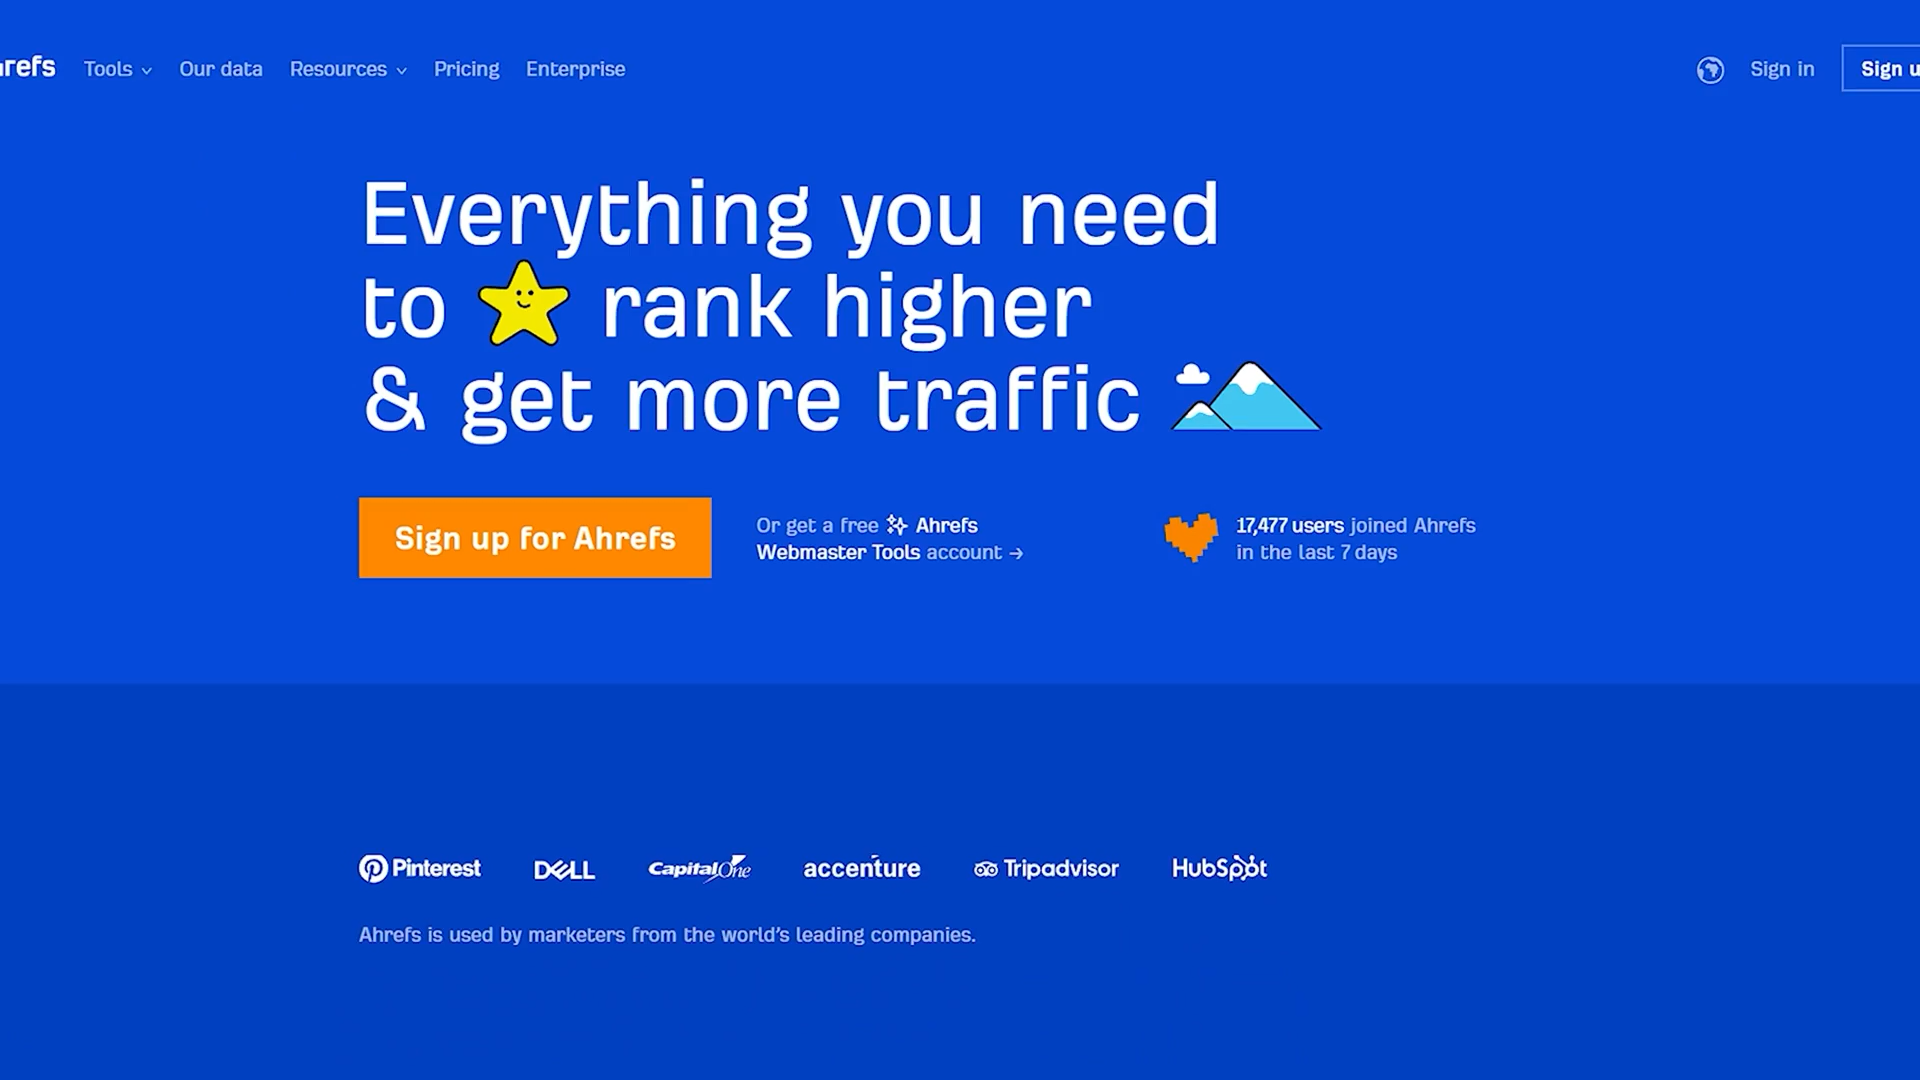 refs Tools Our data Resources Pricing Enterprise Sign in Sign u
Everything you need
to rank higher
& get more traffic
Sign up for Ahrefs
Or get a free Ahrefs
Webmaster Tools account →
17,477 users joined Ahrefs
in the last 7 days
Pinterest DELL Capital One accenture Tripadvisor HubSpot
Ahrefs is used by marketers from the world's leading companies.